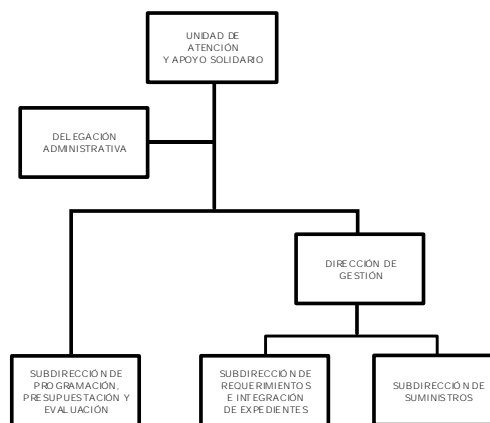 UNIDAD DE
ATENCIÓN
Y APOYO SOLIDARIO
DELEGACIÓN
ADMINISTRATIVA
DIRECCIÓN DE
GESTIÓN
SUBDIRECCIÓN DE
PROGRAMACIÓN,
PRESUPUESTACIÓN Y
EVALUACIÓN
SUBDIRECCIÓN DE
REQUERIMIENTOS
E INTEGRACIÓN
DE EXPEDIENTES
SUBDIRECCIÓN DE
SUMINISTROS